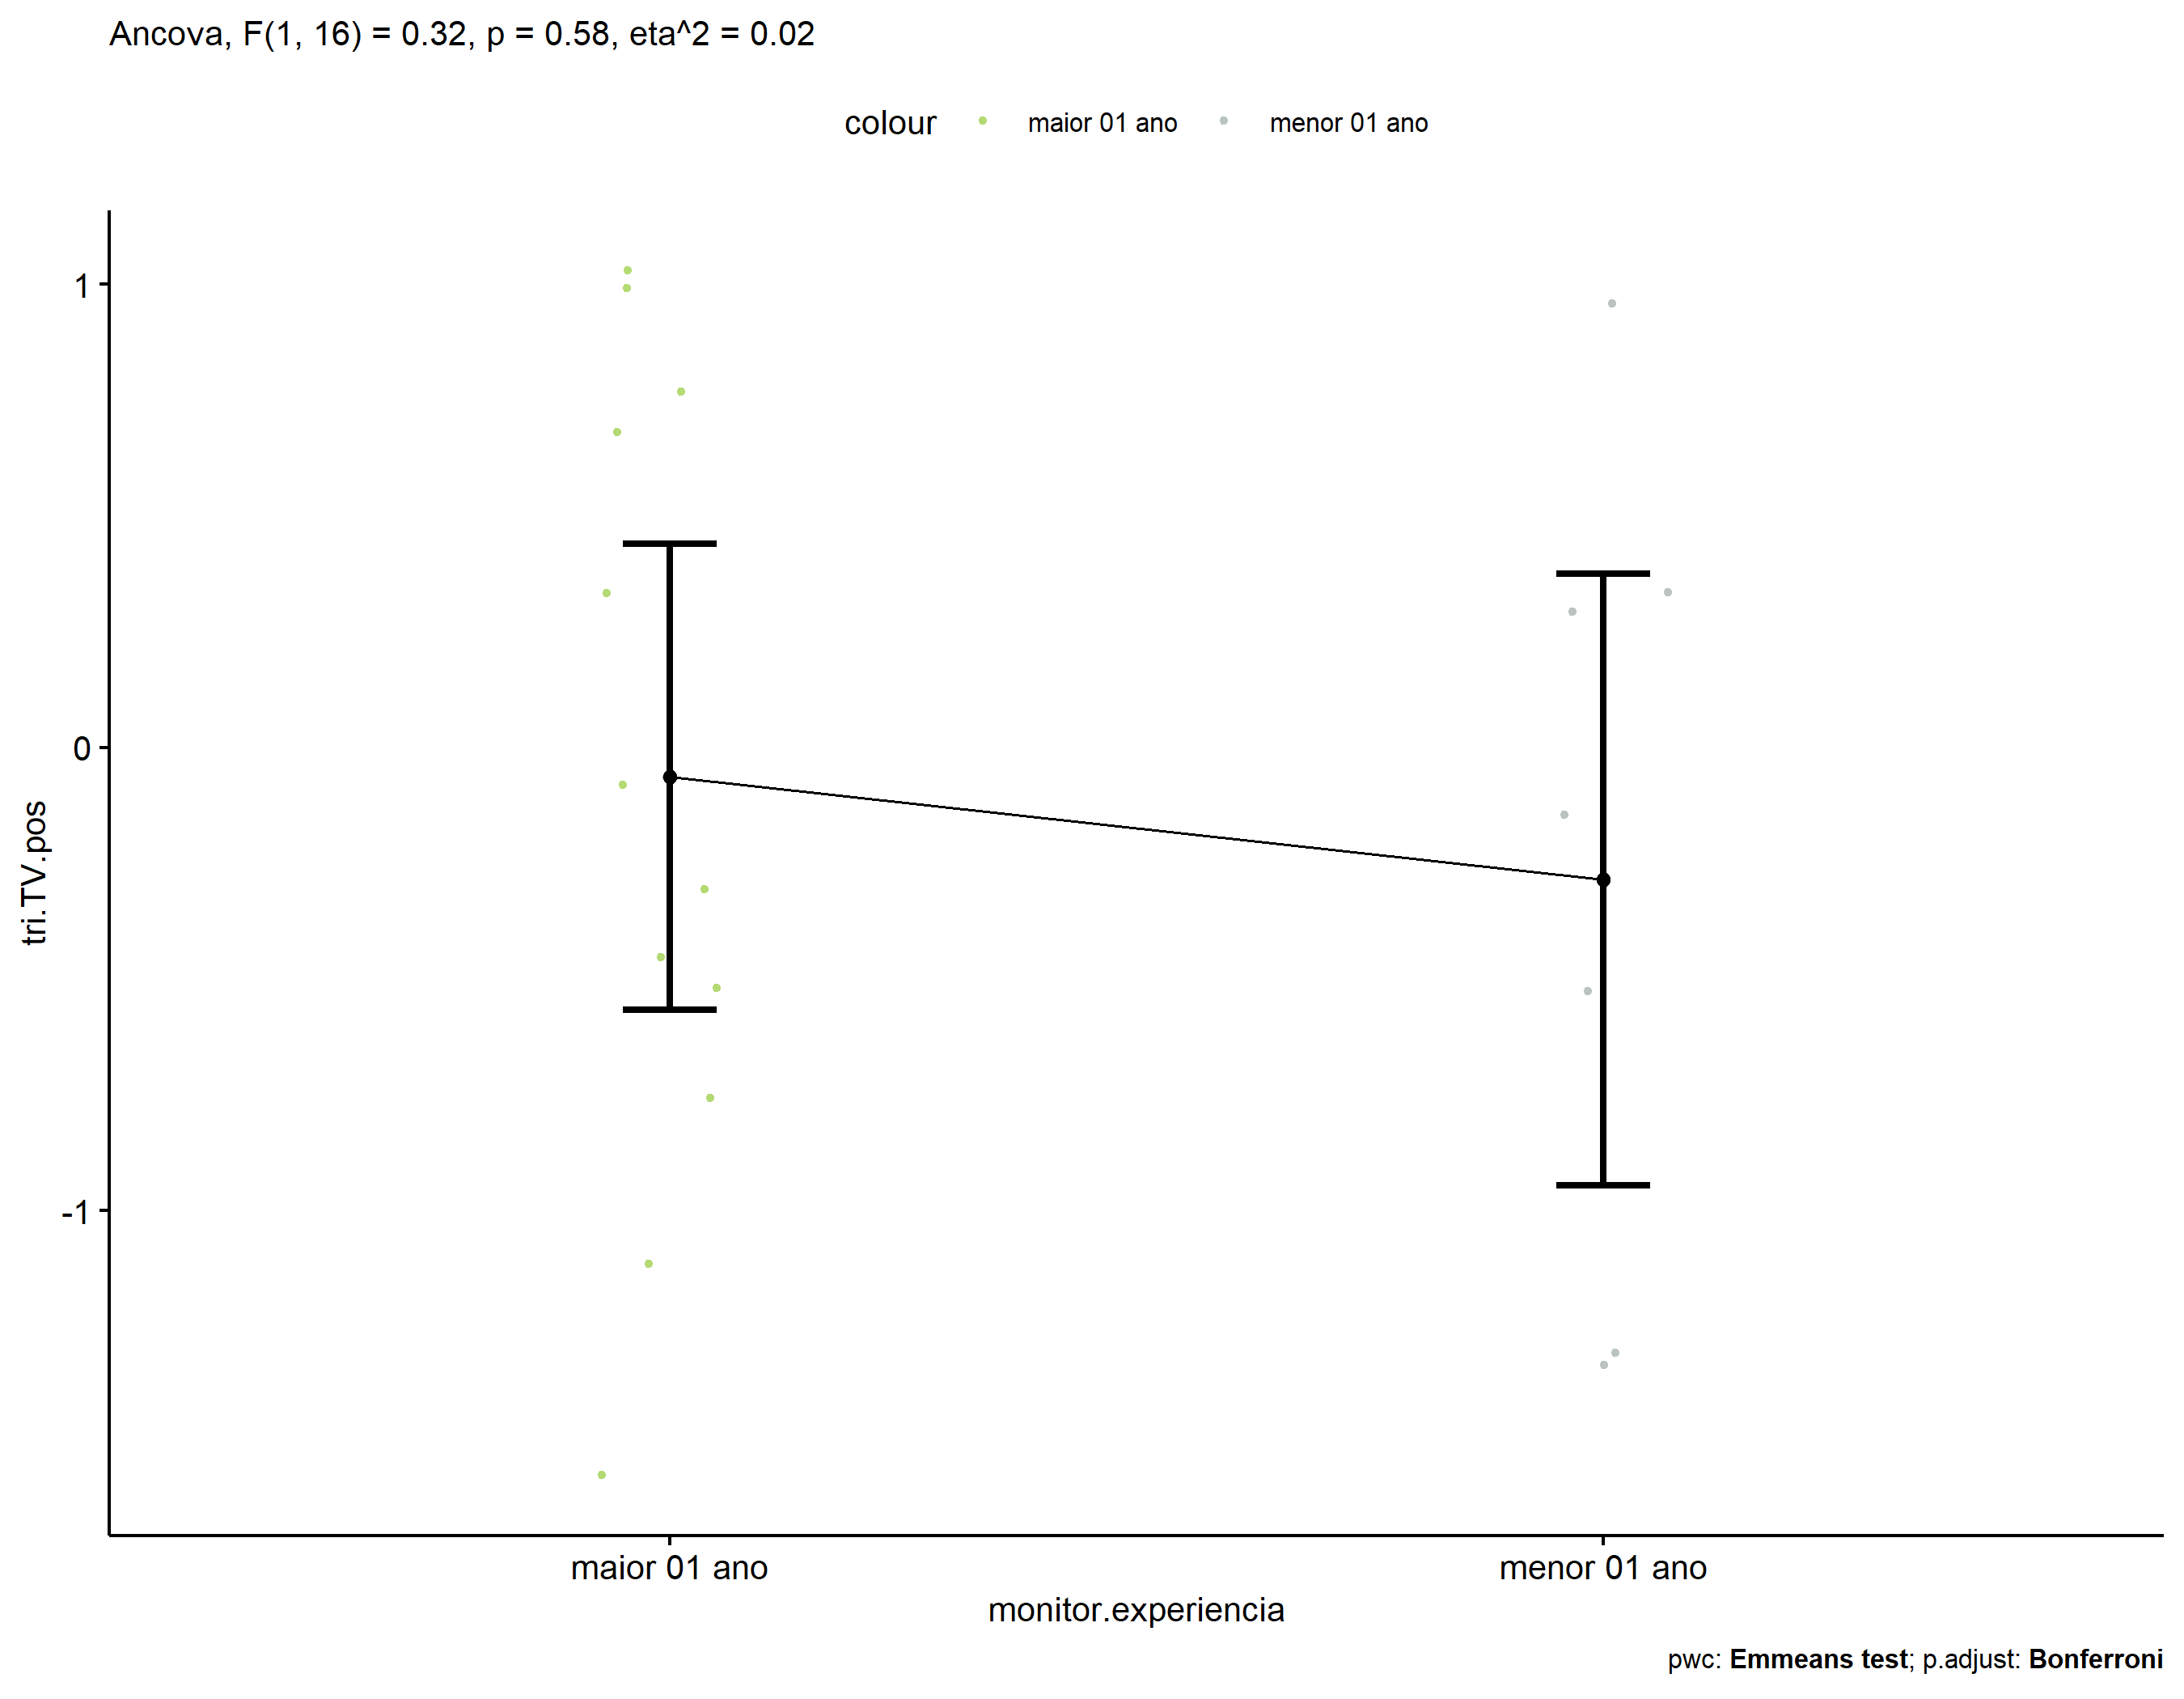 Ancova, F(1, 16) = 0.32, p = 0.58, eta^2 = 0.02
colour maior 01 ano menor 01 ano
1
0
-1
tri.TV.pos
maior 01 ano menor 01 ano
monitor.experiencia
pwc: Emmeans test; p.adjust: Bonferroni